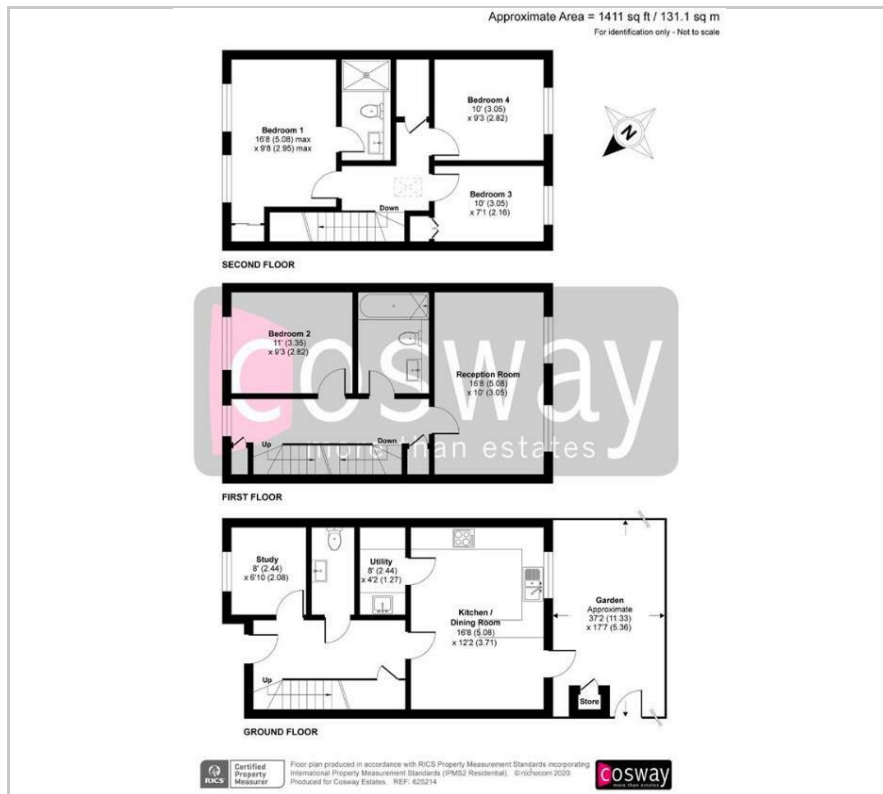 Approximate Area = 1411 sq ft / 131.1 sq m
For identification only - Not to scale
Bedroom 1
16'8 (5.08) max
x 9'8 (2.95) max
Bedroom 4
10' (3.05)
x 9'3 (2.82)
N
Bedroom 3
10' (3.05)
x 7'1 (2.16)
Down
SECOND FLOOR
Bedroom 2
11' (3.35)
x 9'3 (2.82)
Reception Room
16'8 (5.08)
x 10' (3.05)
cosway
more than estates
Up
Down
FIRST FLOOR
Study
8' (2.44)
x 6'10 (2.08)
Utility
8' (2.44)
x 4'2 (1.27)
Kitchen /
Dining Room
16'8 (5.08)
x 12'2 (3.71)
Garden
Approximate
37'2 (11.33)
x 17'7 (5.36)
Up
Store
GROUND FLOOR
RICS
Certified
Property
Measurer
Floor plan produced in accordance with RICS Property Measurement Standards incorporating
International Property Measurement Standards (IPMS2 Residential). © nichecom 2020
Produced for Cosway Estates. REF: 625214
cosway
more than estates